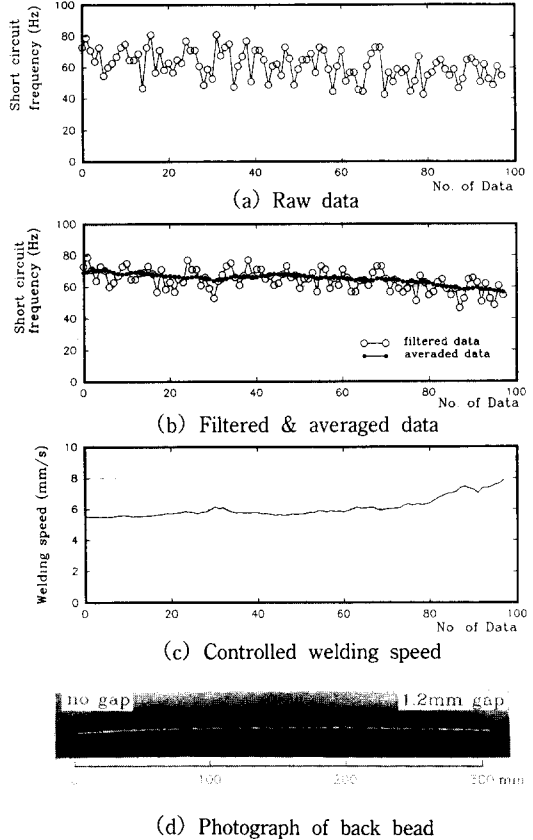 Short circuit
frequency (Hz)
100
80
60
40
20
0
0 20 40 60 80 100
No. of Data
(a) Raw data
Short circuit
frequency (Hz)
100
80
60
40
20
0
filtered data
averaded data
0 20 40 60 80 100
No. of Data
(b) Filtered & averaged data
Welding speed (mm/s)
10
8
6
4
2
0
0 20 40 60 80 100
No of Data
(c) Controlled welding speed
no gap 1.2mm gap
0 100 200 300 mm
(d) Photograph of back bead